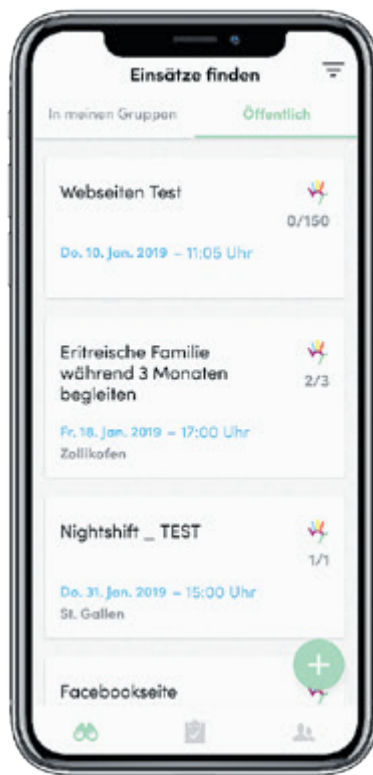 Einsätze finden
In meinen Gruppen
Öffentlich
Webseiten Test
0/150
Do. 10. Jan. 2019 – 11:05 Uhr
Eritreische Familie
während 3 Monaten
begleiten
2/3
Fr. 18. Jan. 2019 – 17:00 Uhr
Zollikofen
Nightshift _ TEST
1/1
Do. 31. Jan. 2019 – 15:00 Uhr
St. Gallen
Facebookseite